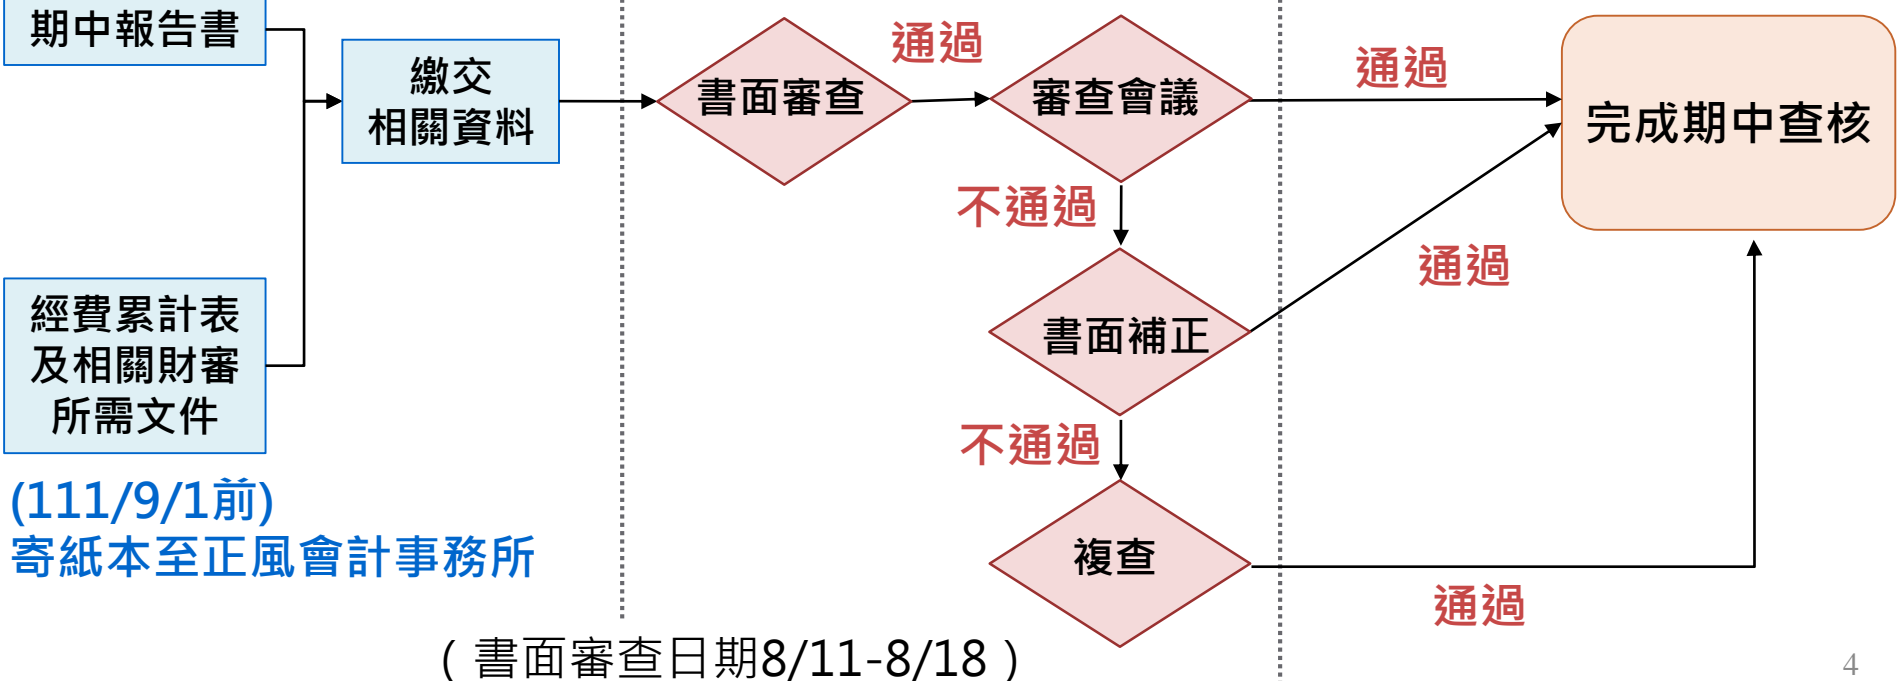 期中報告書
繳交
相關資料
書面審查
通過
審查會議
通過
完成期中查核
不通過
書面補正
通過
經費累計表
及相關財審
所需文件
不通過
複查
通過
(111/9/1前)
寄紙本至正風會計事務所
（書面審查日期8/11-8/18）
4